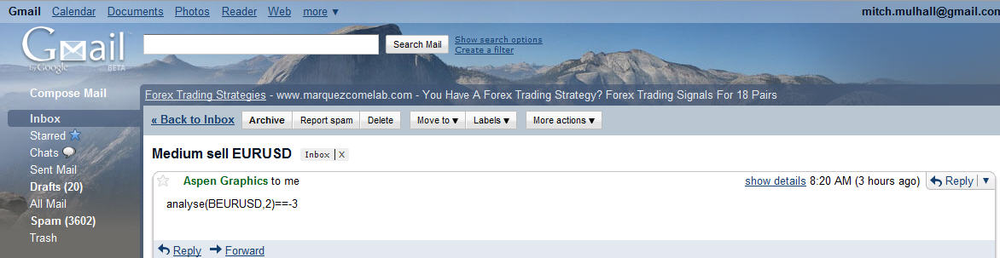 Gmail Calendar Documents Photos Reader Web more ▼ mitch.mulhall@gmail.com
Gmail
by Google BETA
Search Mail
Show search options
Create a filter
Compose Mail
Forex Trading Strategies - www.marquezcomelab.com - You Have A Forex Trading Strategy? Forex Trading Signals For 18 Pairs
Inbox
« Back to Inbox Archive Report spam Delete Move to ▼ Labels ▼ More actions ▼
Starred
Chats
Medium sell EURUSD Inbox | X
Sent Mail
Drafts (20)
Aspen Graphics to me show details 8:20 AM (3 hours ago) Reply ▼
All Mail
analyse(BEURUSD,2)==-3
Spam (3602)
Trash
Reply Forward